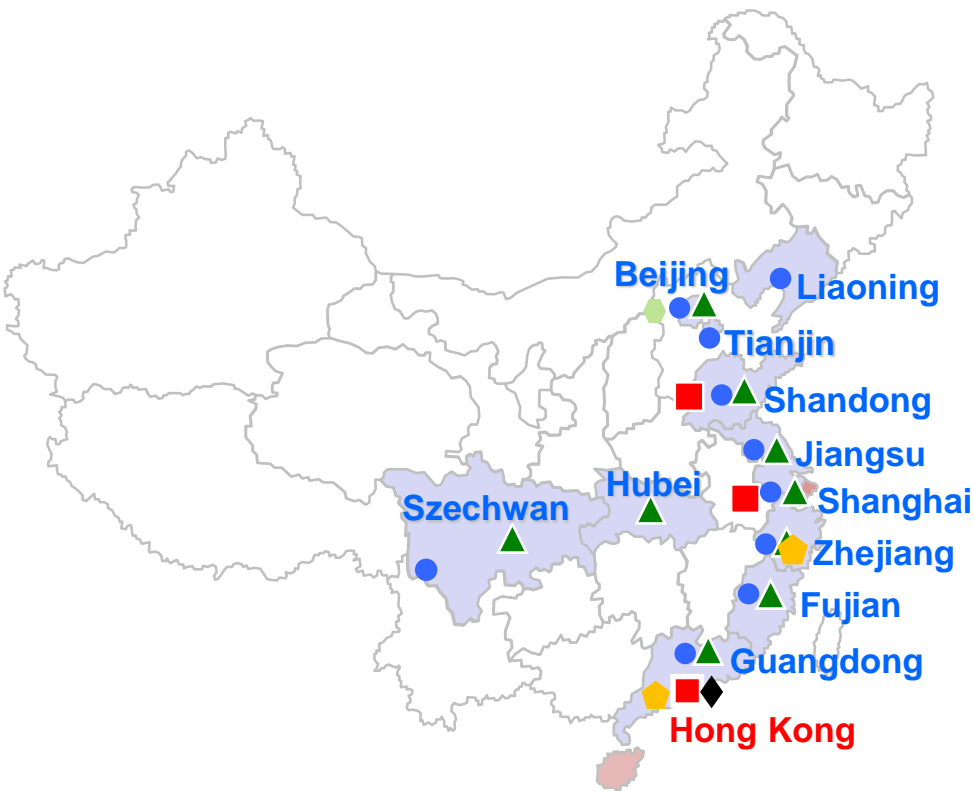 Beijing
Liaoning
Tianjin
Shandong
Jiangsu
Hubei
Szechwan
Shanghai
Zhejiang
Fujian
Guangdong
Hong Kong